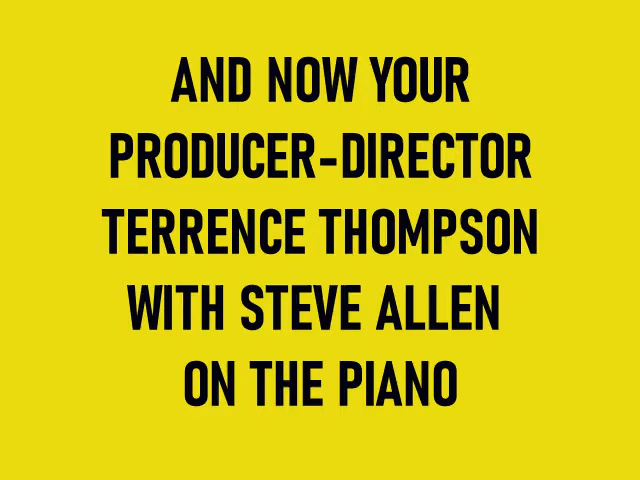 AND NOW YOUR
PRODUCER-DIRECTOR
TERRENCE THOMPSON
WITH STEVE ALLEN
ON THE PIANO